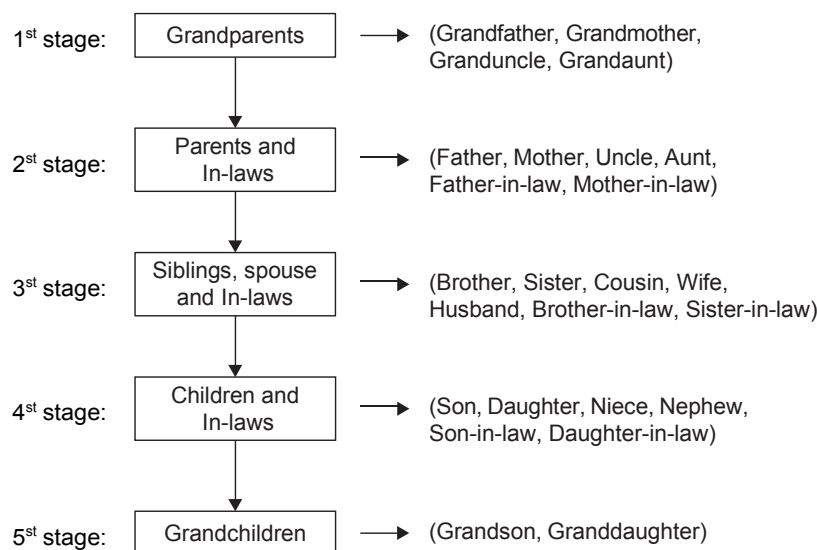 1st stage: Grandparents (Grandfather, Grandmother,
Granduncle, Grandaunt)
2st stage: Parents and
In-laws (Father, Mother, Uncle, Aunt,
Father-in-law, Mother-in-law)
3st stage: Siblings, spouse
and In-laws (Brother, Sister, Cousin, Wife,
Husband, Brother-in-law, Sister-in-law)
4st stage: Children and
In-laws (Son, Daughter, Niece, Nephew,
Son-in-law, Daughter-in-law)
5st stage: Grandchildren (Grandson, Granddaughter)